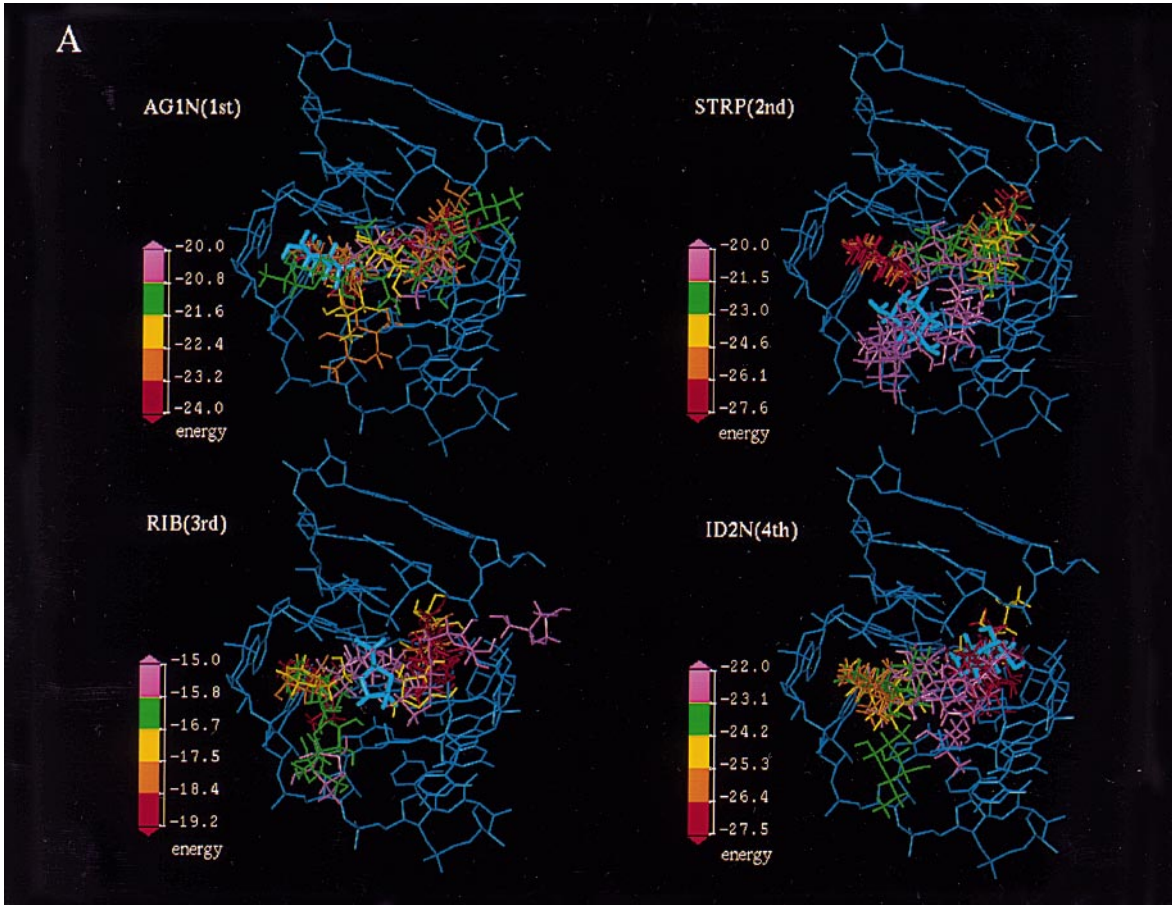 A
AG1N(1st)
-20.0
-20.8
-21.6
-22.4
-23.2
-24.0
energy
STRP(2nd)
-20.0
-21.5
-23.0
-24.6
-26.1
-27.6
energy
RIB(3rd)
-15.0
-15.8
-16.7
-17.5
-18.4
-19.2
energy
ID2N(4th)
-22.0
-23.1
-24.2
-25.3
-26.4
-27.5
energy